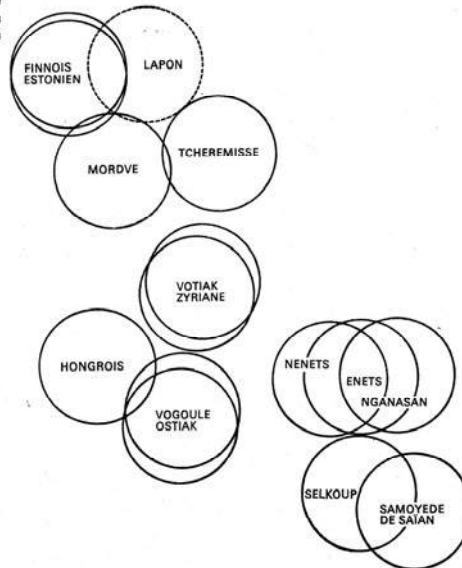 FINNOIS
ESTONIEN
LAPON
MORDVE
TCHEREMISSE
VOTIAK
ZYRIANE
HONGROIS
VOGOULE
OSTIAK
NENETS
ENETS
NGANASAN
SELKOUP
SAMOYEDE
DE SAÏAN